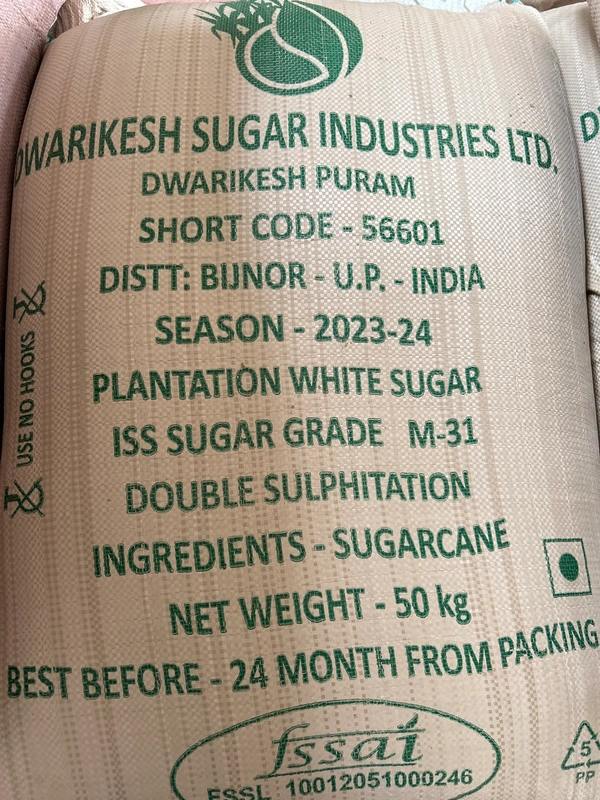 DWARIKESH SUGAR INDUSTRIES LTD.
DWARIKESH PURAM
SHORT CODE - 56601
DISTT: BIJNOR - U.P. - INDIA
SEASON - 2023-24
PLANTATION WHITE SUGAR
ISS SUGAR GRADE M-31
DOUBLE SULPHITATION
INGREDIENTS - SUGARCANE
NET WEIGHT - 50 kg
BEST BEFORE - 24 MONTH FROM PACKING
USE NO HOOKS
fssai
FSSL 10012051000246
5
PP
D